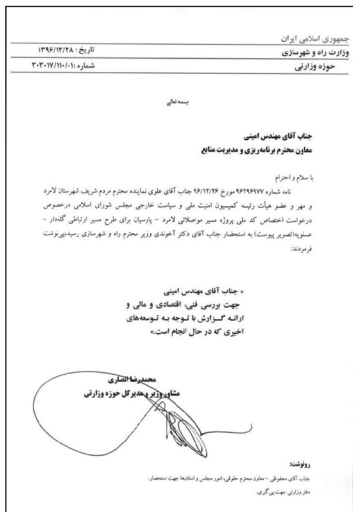 جمهوری اسلامی ایران
وزارت راه و شهرسازی
حوزه وزارتی
تاریخ : ۱۳۹۶/۱۲/۲۸
شماره : ۳۰۳۰۱۷/۱۱۰/۰۱
بسمه تعالی
جناب آقای مهندس امینی
معاون محترم برنامه‌ریزی و مدیریت منابع
با سلام و احترام
نامه شماره ۹۶۲۹۶۹۷۷ مورخ ۹۶/۱۲/۲۶ جناب آقای علوی نماینده محترم مردم شریف شهرستان لامرد
و مهر و عضو هیأت رئیسه کمیسیون امنیت ملی و سیاست خارجی مجلس شورای اسلامی درخصوص
درخواست اختصاص کد ملی پروژه مسیر مواصلاتی لامرد - پارسیان برای طرح مسیر ارتباطی گله‌دار -
عسلویه(تصویر پیوست) به استحضار جناب آقای دکتر آخوندی وزیر محترم راه و شهرسازی رسید،پی‌نوشت
فرمودند:
« جناب آقای مهندس امینی
جهت بررسی فنی، اقتصادی و مالی و
ارائه گـــزارش با توجه به توسعه‌های
اخیری که در حال انجام است.»
محمدرضا انصاری
مشاور وزیر و مدیرکل حوزه وزارتی
رونوشت:
جناب آقای محفوظی - معاون محترم حقوقی، امور مجلس و استانها جهت استحضار.
دفتر وزارتی جهت پی گیری.